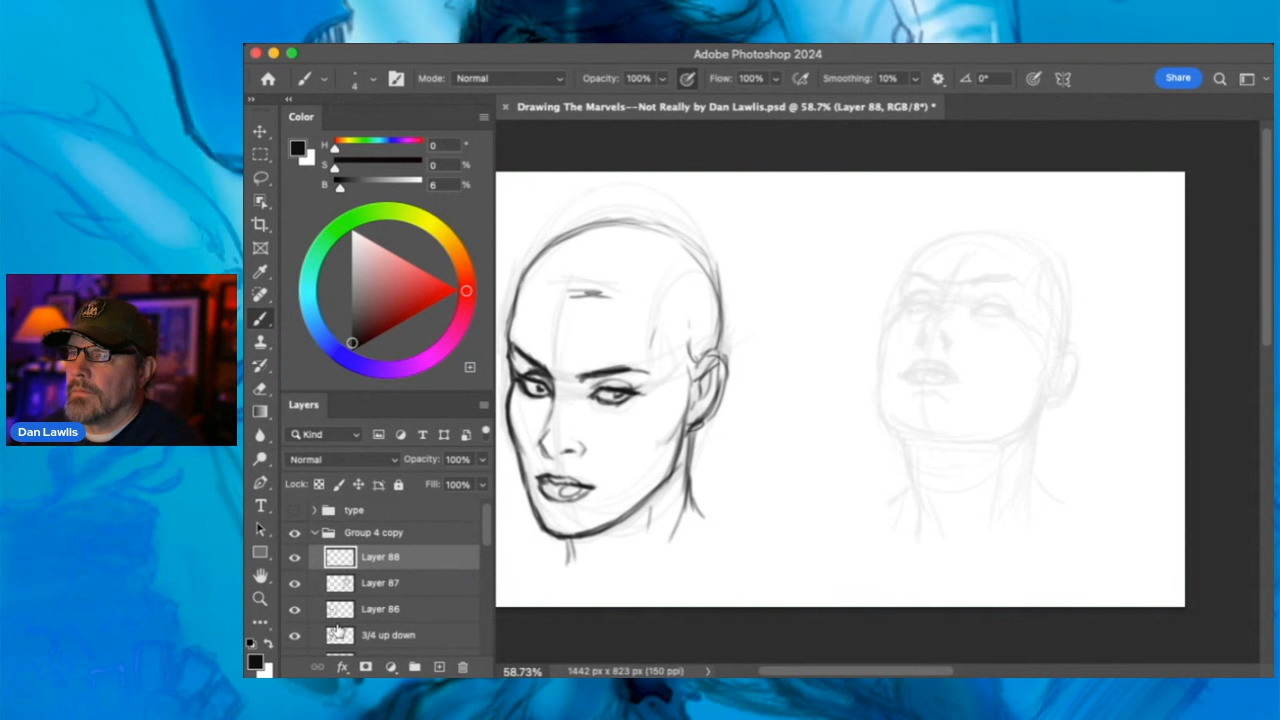 Adobe Photoshop 2024
4 Mode: Normal Opacity: 100% Flow: 100% Smoothing: 10% 0° Share
× Drawing The Marvels--Not Really by Dan Lawlis.psd @ 58.7% (Layer 88, RGB/8*) *
Color
H 0 °
S 0 %
B 6 %
Layers
Kind
Normal Opacity: 100%
Lock: Fill: 100%
type
Group 4 copy
Layer 88
Layer 87
Layer 86
3/4 up down
fx
58.73% 1442 px x 823 px (150 ppi)
Dan Lawlis